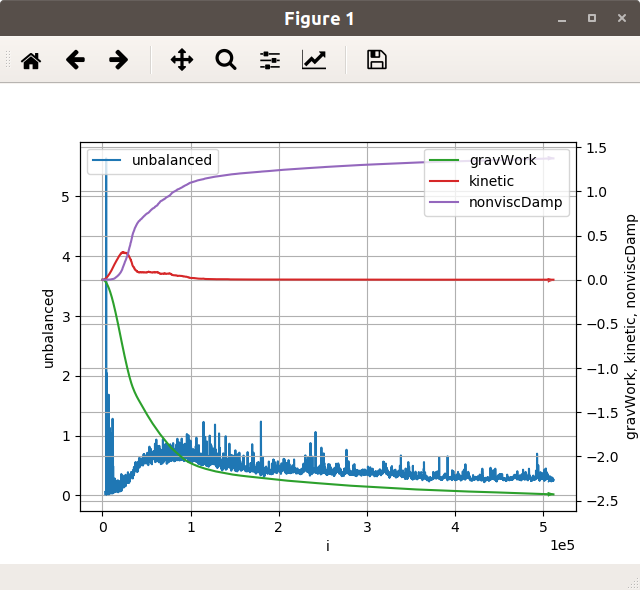 Figure 1
unbalanced
gravWork
kinetic
nonviscDamp
5
4
3
2
1
0
1.5
1.0
0.5
0.0
−0.5
−1.0
−1.5
−2.0
−2.5
unbalanced
gravWork, kinetic, nonviscDamp
0 1 2 3 4 5
1e5
i